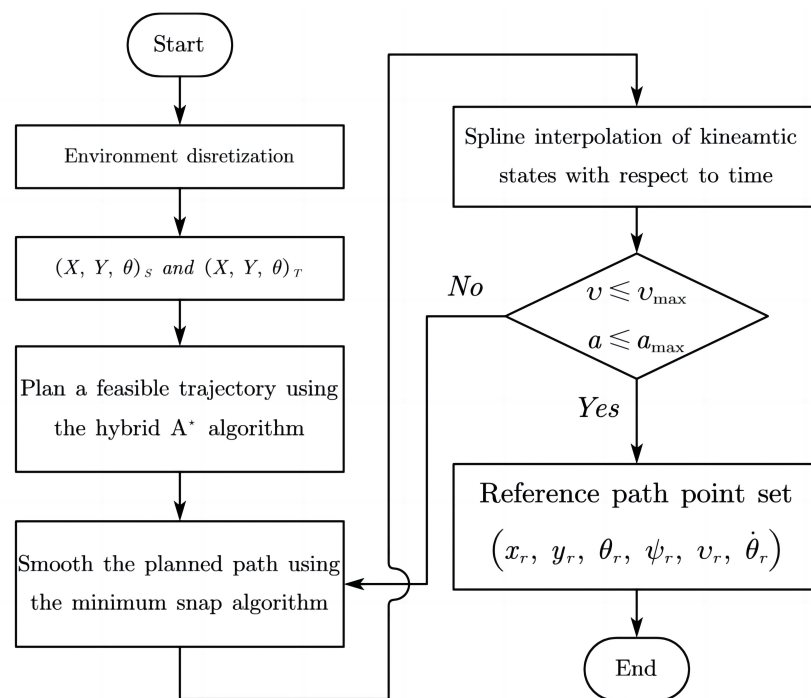 Start
Environment disretization
(X, Y, θ)_S and (X, Y, θ)_T
Plan a feasible trajectory using
the hybrid A* algorithm
Smooth the planned path using
the minimum snap algorithm
Spline interpolation of kineamtic
states with respect to time
υ ≤ υ_max
a ≤ a_max
No
Yes
Reference path point set
(x_r, y_r, θ_r, ψ_r, υ_r, θ̇_r)
End